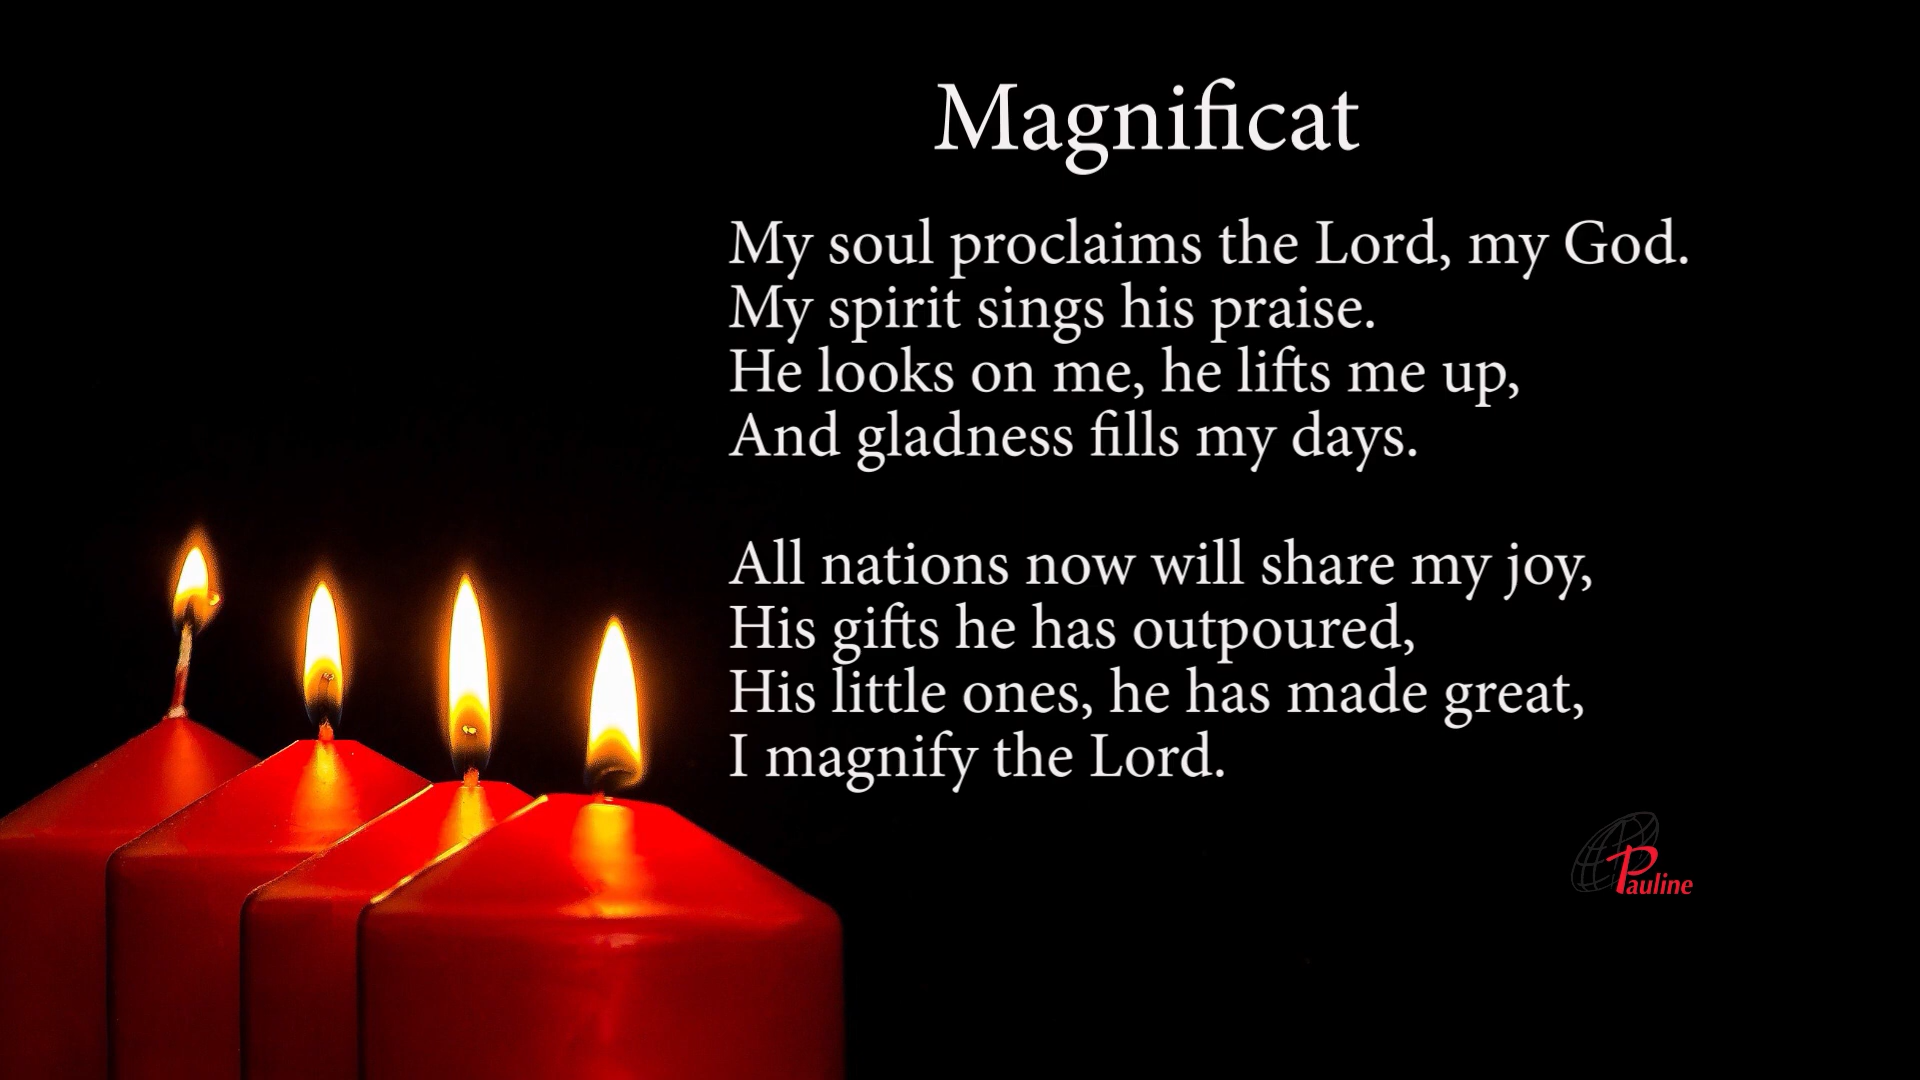 Magnificat
My soul proclaims the Lord, my God.
My spirit sings his praise.
He looks on me, he lifts me up,
And gladness fills my days.
All nations now will share my joy,
His gifts he has outpoured,
His little ones, he has made great,
I magnify the Lord.
Pauline